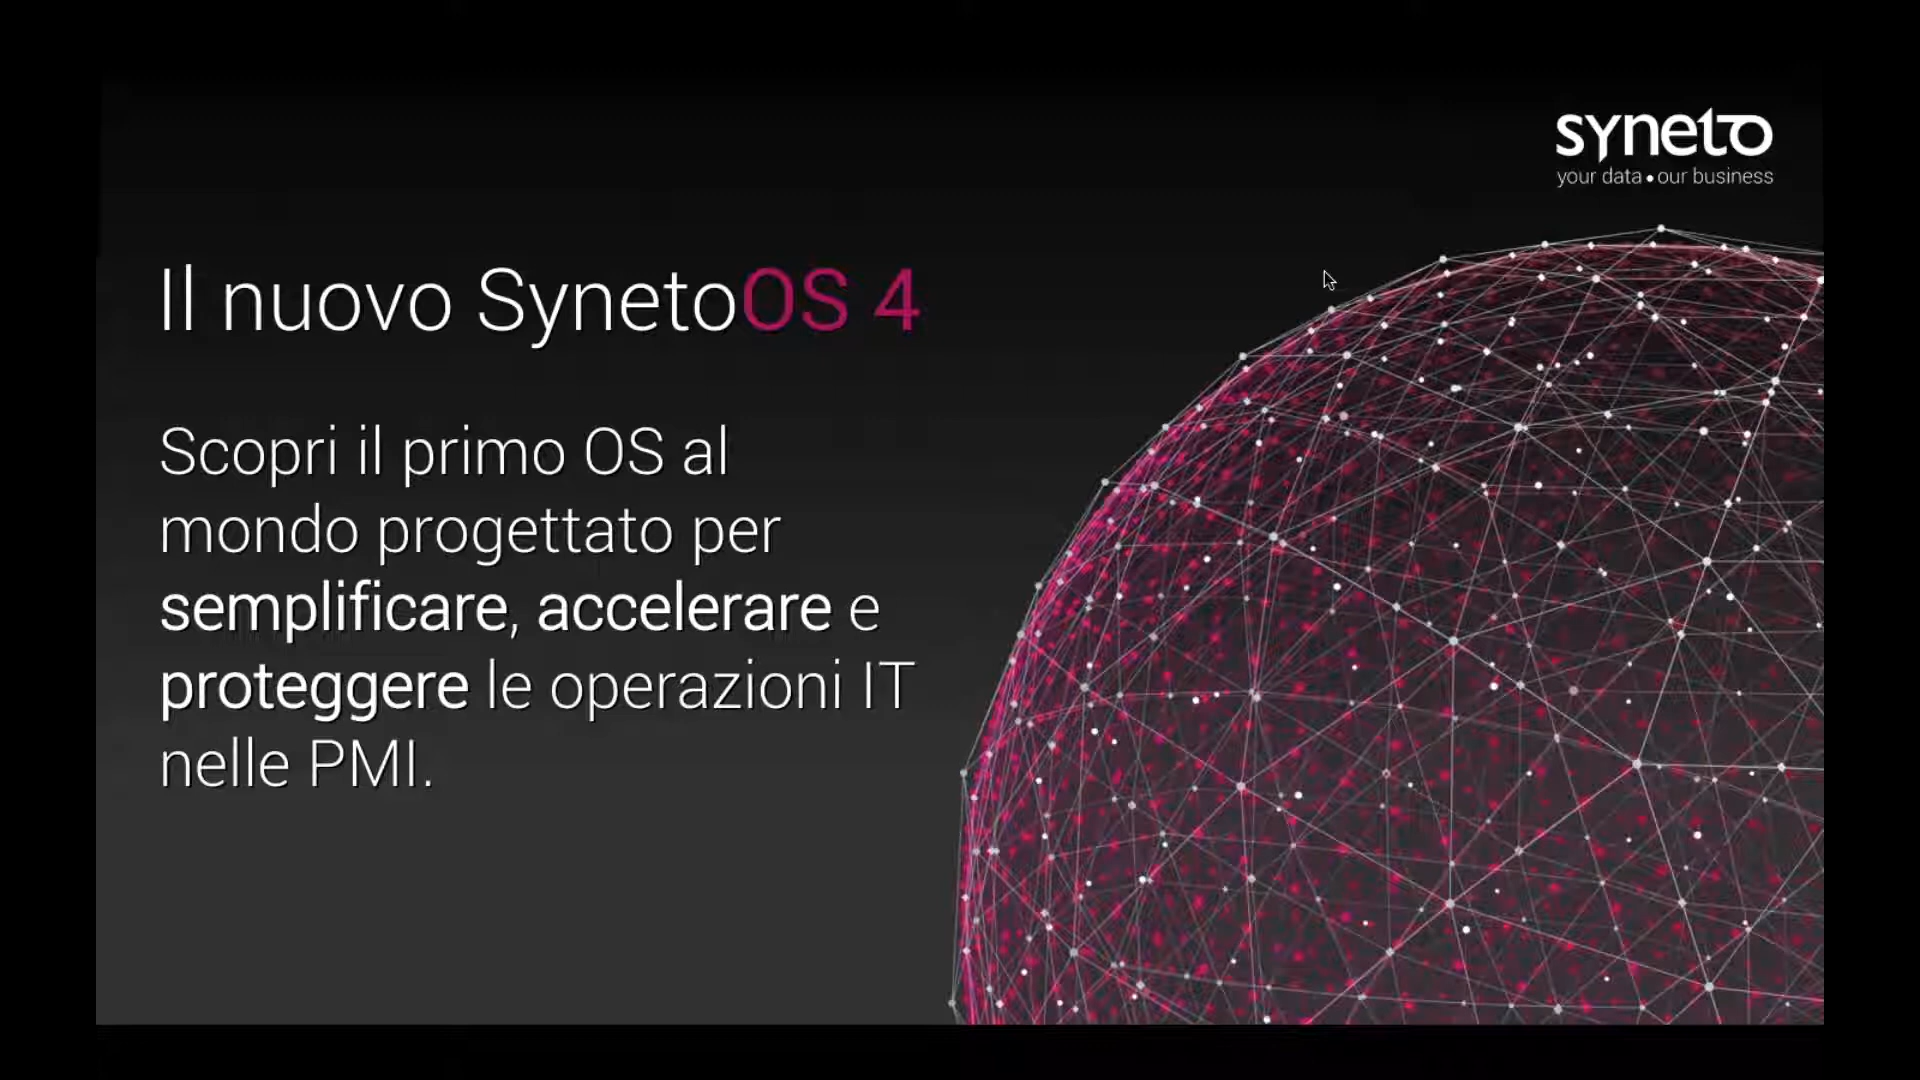 syneto
your data • our business
Il nuovo SynetoOS 4
Scopri il primo OS al
mondo progettato per
semplificare, accelerare e
proteggere le operazioni IT
nelle PMI.